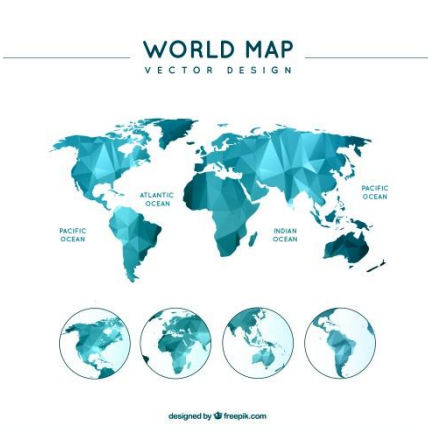 WORLD MAP
VECTOR DESIGN
ATLANTIC
OCEAN
PACIFIC
OCEAN
PACIFIC
OCEAN
INDIAN
OCEAN
designed by freepik.com